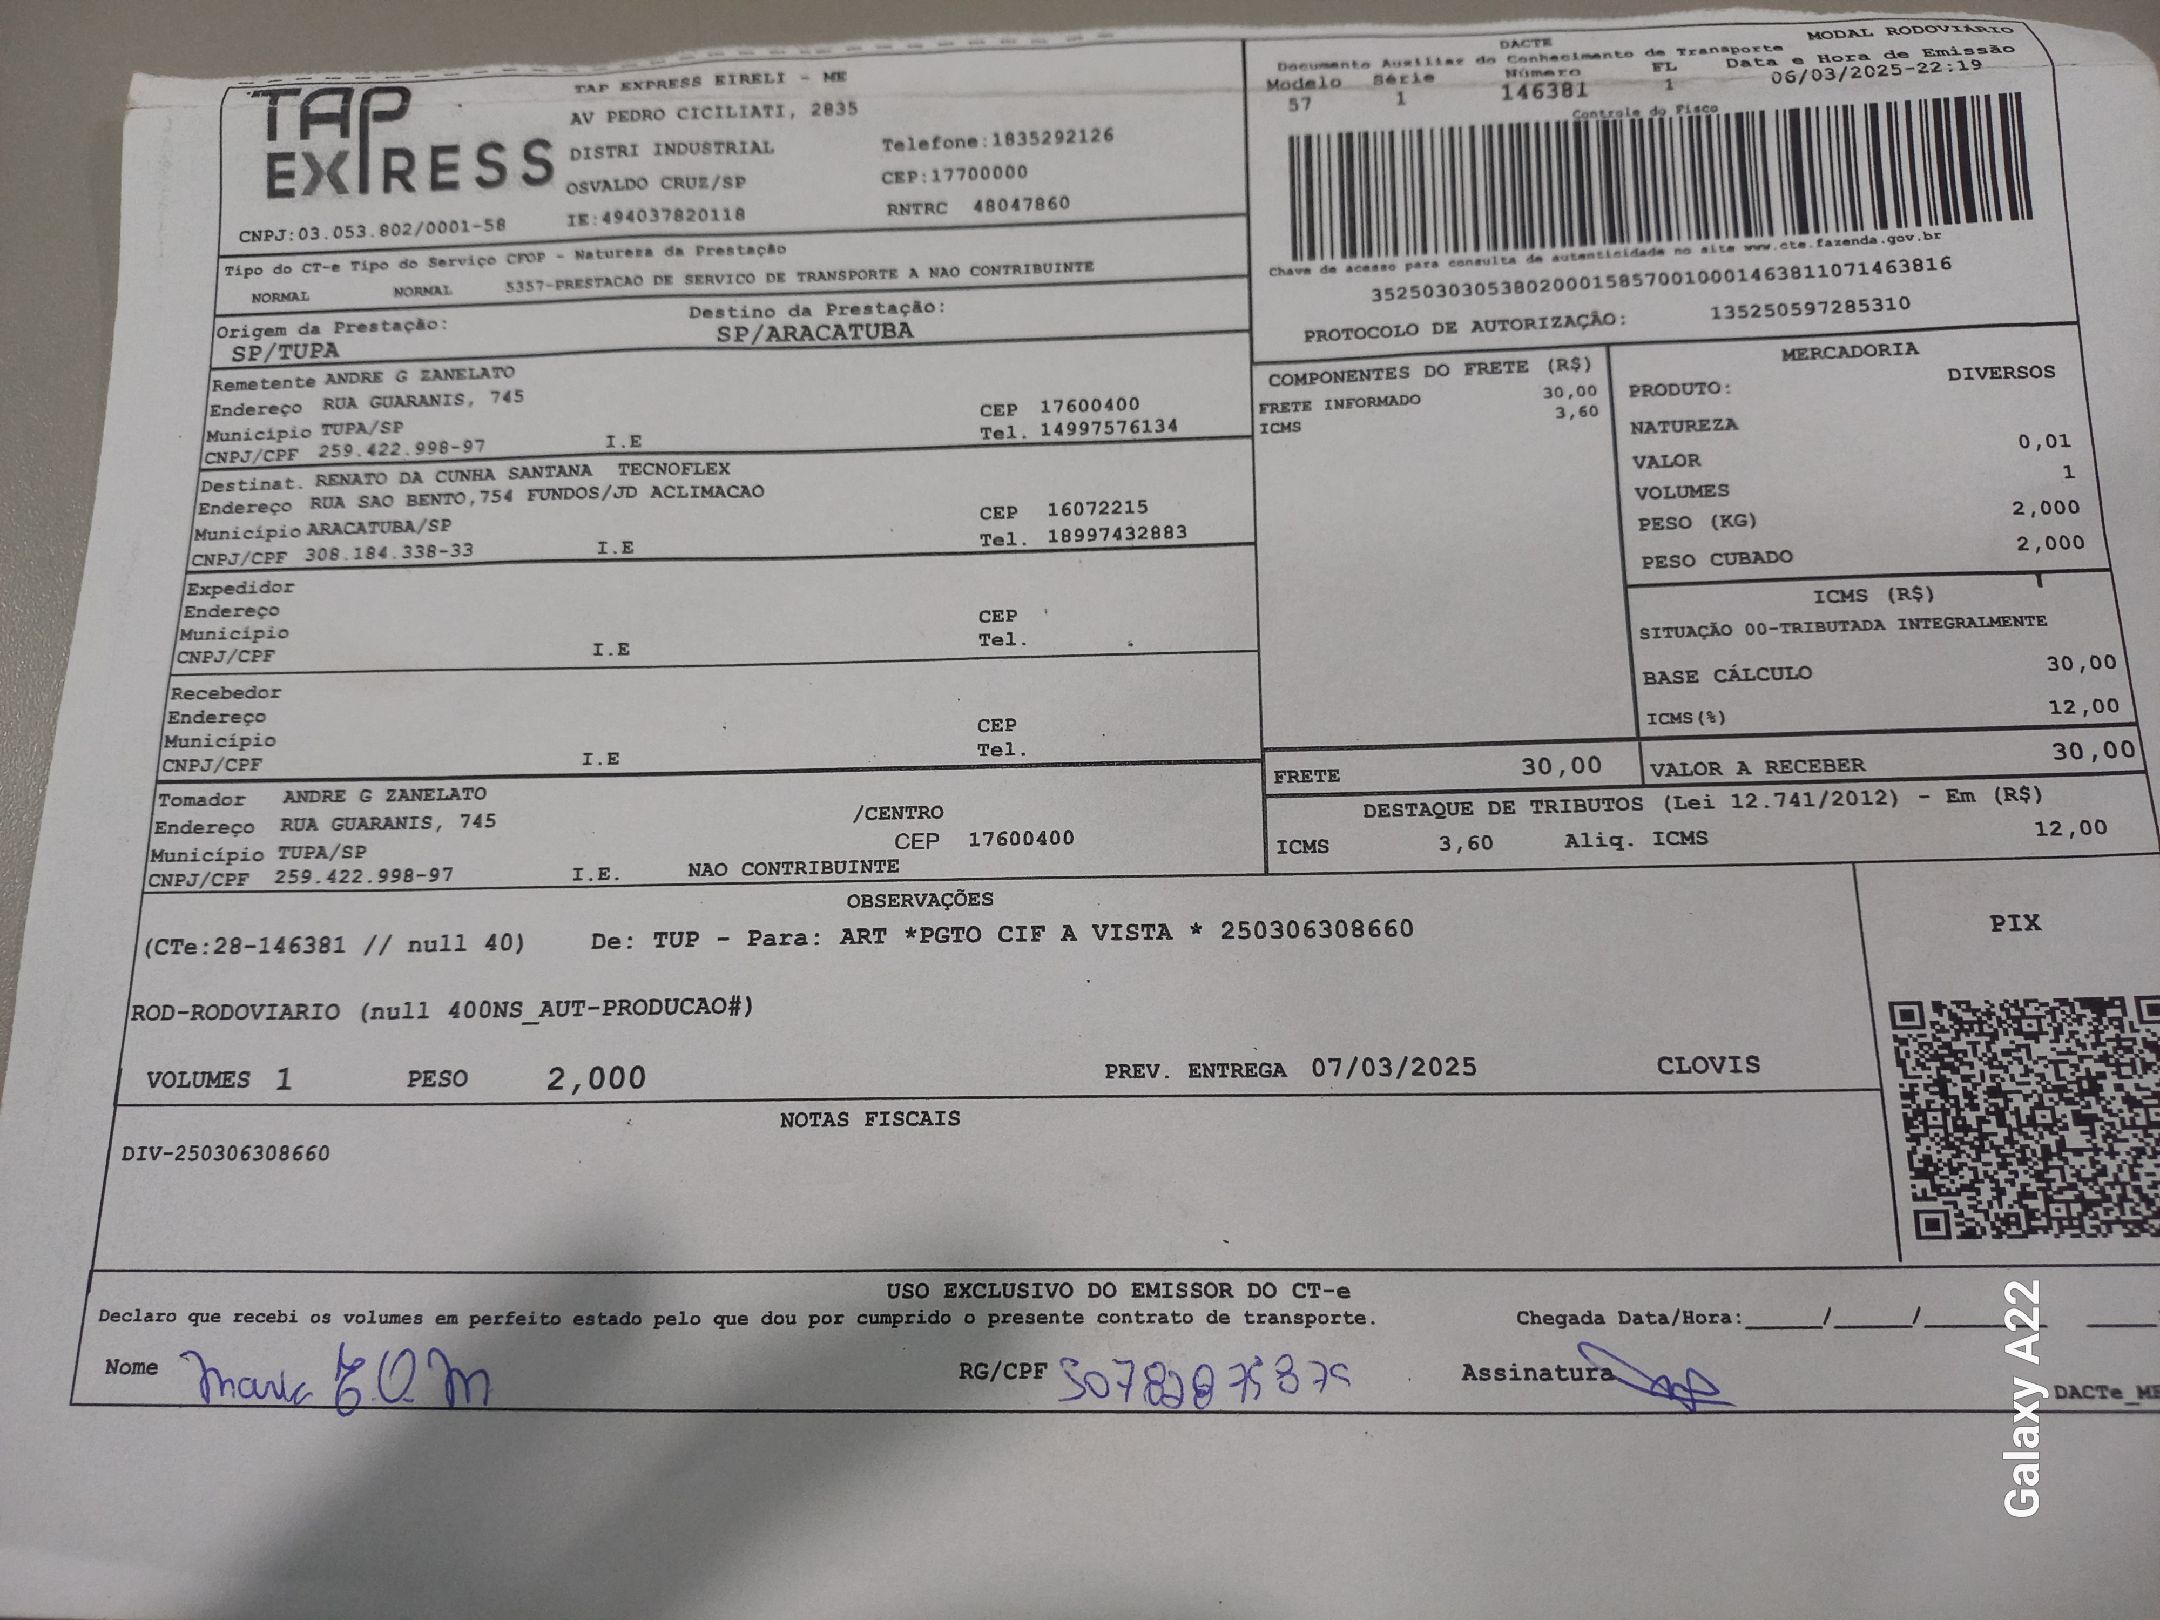 TAP EXPRESS
TAP EXPRESS EIRELI - ME
AV PEDRO CICILIATI, 2835
DISTRI INDUSTRIAL Telefone:1835292126
OSVALDO CRUZ/SP CEP:17700000
CNPJ:03.053.802/0001-58 IE:494037820118 RNTRC 48047860
DACTE MODAL RODOVIÁRIO
Documento Auxiliar do Conhecimento de Transporte Data e Hora de Emissão
Modelo Série Número FL 06/03/2025-22:19
57 1 146381 1
Controle do Fisco
Chave de acesso para consulta de autenticidade no site www.cte.fazenda.gov.br
35250303053802000158570010001463811071463816
PROTOCOLO DE AUTORIZAÇÃO: 135250597285310
Tipo do CT-e Tipo do Serviço CFOP - Natureza da Prestação
NORMAL NORMAL 5357-PRESTACAO DE SERVICO DE TRANSPORTE A NAO CONTRIBUINTE
Origem da Prestação: Destino da Prestação:
SP/TUPA SP/ARACATUBA
Remetente ANDRE G ZANELATO
Endereço RUA GUARANIS, 745 CEP 17600400
Município TUPA/SP Tel. 14997576134
CNPJ/CPF 259.422.998-97 I.E
Destinat. RENATO DA CUNHA SANTANA TECNOFLEX
Endereço RUA SAO BENTO,754 FUNDOS/JD ACLIMACAO
Município ARACATUBA/SP CEP 16072215
CNPJ/CPF 308.184.338-33 I.E Tel. 18997432883
Expedidor
Endereço CEP
Município Tel.
CNPJ/CPF I.E
Recebedor
Endereço CEP
Município Tel.
CNPJ/CPF I.E
Tomador ANDRE G ZANELATO
Endereço RUA GUARANIS, 745 /CENTRO
Município TUPA/SP CEP 17600400
CNPJ/CPF 259.422.998-97 I.E. NAO CONTRIBUINTE
COMPONENTES DO FRETE (R$)
FRETE INFORMADO 30,00
ICMS 3,60
MERCADORIA
PRODUTO: DIVERSOS
NATUREZA
VALOR 0,01
VOLUMES 1
PESO (KG) 2,000
PESO CUBADO 2,000
ICMS (R$)
SITUAÇÃO 00-TRIBUTADA INTEGRALMENTE
BASE CÁLCULO 30,00
ICMS(%) 12,00
FRETE 30,00 VALOR A RECEBER 30,00
DESTAQUE DE TRIBUTOS (Lei 12.741/2012) - Em (R$)
ICMS 3,60 Aliq. ICMS 12,00
OBSERVAÇÕES
(CTe:28-146381 // null 40) De: TUP - Para: ART *PGTO CIF A VISTA * 250306308660
PIX
ROD-RODOVIARIO (null 400NS_AUT-PRODUCAO#)
VOLUMES 1 PESO 2,000 PREV. ENTREGA 07/03/2025 CLOVIS
NOTAS FISCAIS
DIV-250306308660
USO EXCLUSIVO DO EMISSOR DO CT-e
Declaro que recebi os volumes em perfeito estado pelo que dou por cumprido o presente contrato de transporte. Chegada Data/Hora:____/____/____
Nome RG/CPF Assinatura
DACTe_ME
Galaxy A22